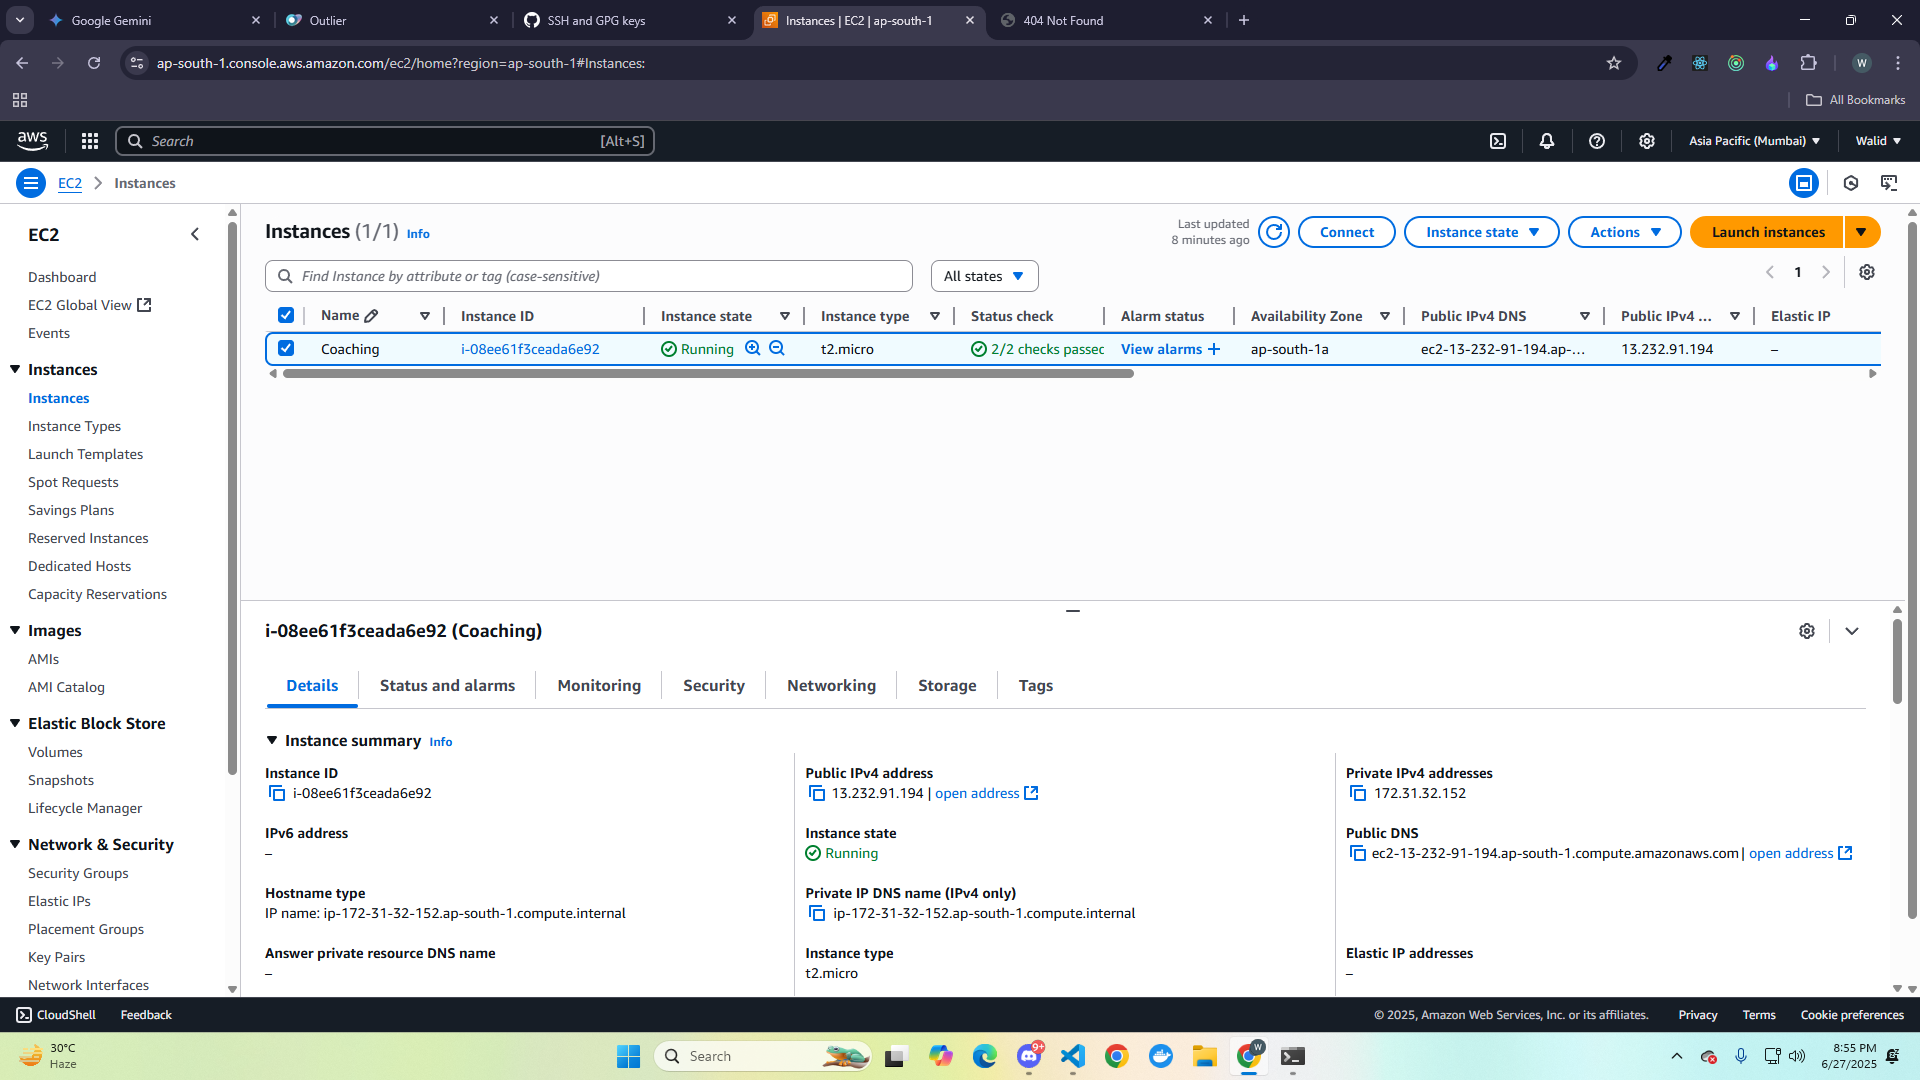 Google Gemini
Outlier
SSH and GPG keys
Instances | EC2 | ap-south-1
404 Not Found
ap-south-1.console.aws.amazon.com/ec2/home?region=ap-south-1#Instances:
W
All Bookmarks
aws
Search
[Alt+S]
Asia Pacific (Mumbai)
Walid
EC2
Instances
EC2
Dashboard
EC2 Global View
Events
Instances
Instances
Instance Types
Launch Templates
Spot Requests
Savings Plans
Reserved Instances
Dedicated Hosts
Capacity Reservations
Images
AMIs
AMI Catalog
Elastic Block Store
Volumes
Snapshots
Lifecycle Manager
Network & Security
Security Groups
Elastic IPs
Placement Groups
Key Pairs
Network Interfaces
Instances (1/1) Info
Last updated
8 minutes ago
Connect
Instance state
Actions
Launch instances
Find Instance by attribute or tag (case-sensitive)
All states
1
Name Instance ID Instance state Instance type Status check Alarm status Availability Zone Public IPv4 DNS Public IPv4 ... Elastic IP
Coaching i-08ee61f3ceada6e92 Running t2.micro 2/2 checks passec View alarms + ap-south-1a ec2-13-232-91-194.ap-... 13.232.91.194 –
i-08ee61f3ceada6e92 (Coaching)
Details Status and alarms Monitoring Security Networking Storage Tags
Instance summary Info
Instance ID
i-08ee61f3ceada6e92
Public IPv4 address
13.232.91.194 | open address
Private IPv4 addresses
172.31.32.152
IPv6 address
–
Instance state
Running
Public DNS
ec2-13-232-91-194.ap-south-1.compute.amazonaws.com | open address
Hostname type
IP name: ip-172-31-32-152.ap-south-1.compute.internal
Private IP DNS name (IPv4 only)
ip-172-31-32-152.ap-south-1.compute.internal
Answer private resource DNS name
–
Instance type
t2.micro
Elastic IP addresses
–
CloudShell
Feedback
© 2025, Amazon Web Services, Inc. or its affiliates.
Privacy
Terms
Cookie preferences
30°C
Haze
Search
9+
W
8:55 PM
6/27/2025